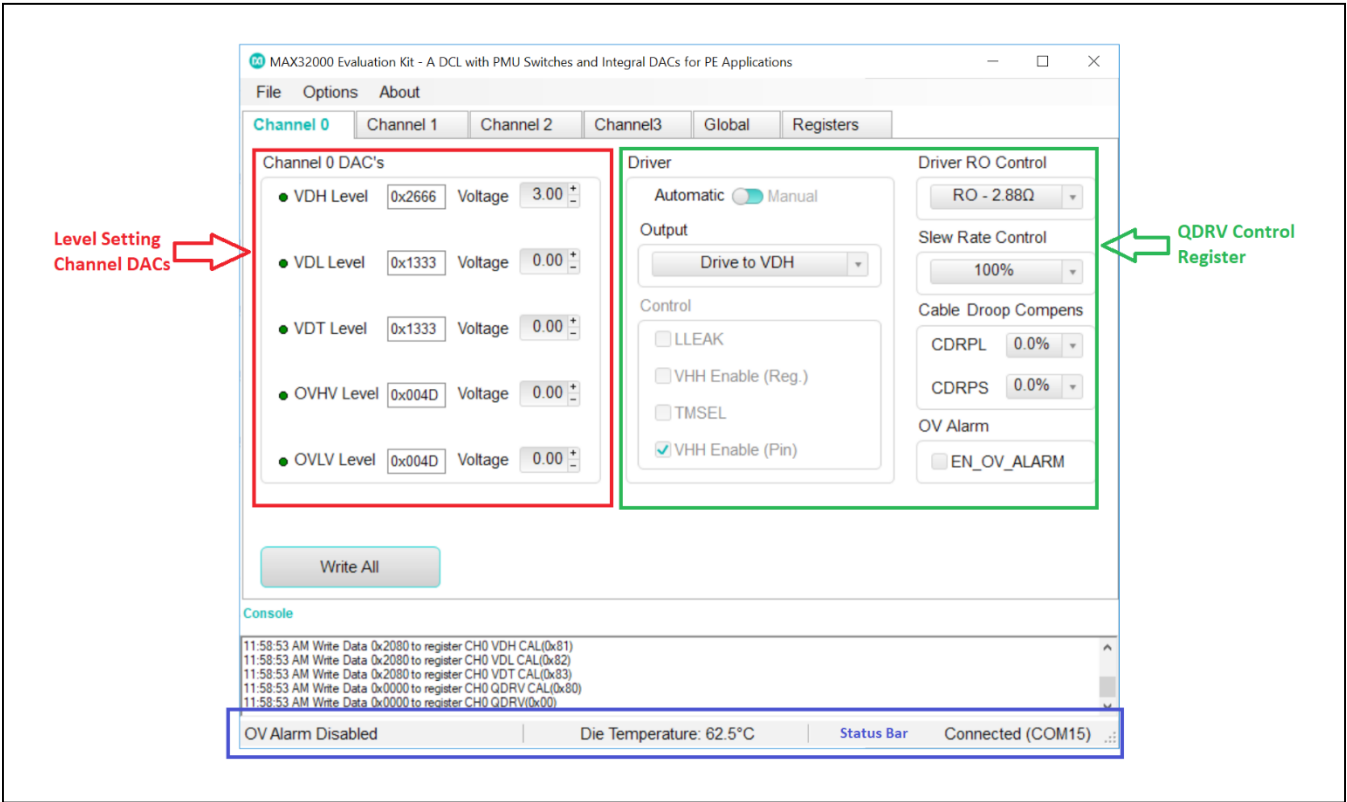 MAX32000 Evaluation Kit - A DCL with PMU Switches and Integral DACs for PE Applications
File Options About
Channel 0 Channel 1 Channel 2 Channel3 Global Registers
Level Setting
Channel DACs
Channel 0 DAC's
VDH Level 0x2666 Voltage 3.00
VDL Level 0x1333 Voltage 0.00
VDT Level 0x1333 Voltage 0.00
OVHV Level 0x004D Voltage 0.00
OVLV Level 0x004D Voltage 0.00
Driver
Automatic Manual
Output
Drive to VDH
Control
LLEAK
VHH Enable (Reg.)
TMSEL
VHH Enable (Pin)
Driver RO Control
RO - 2.88Ω
Slew Rate Control
100%
Cable Droop Compens
CDRPL 0.0%
CDRPS 0.0%
OV Alarm
EN_OV_ALARM
QDRV Control
Register
Write All
Console
11:58:53 AM Write Data 0x2080 to register CH0 VDH CAL(0x81)
11:58:53 AM Write Data 0x2080 to register CH0 VDL CAL(0x82)
11:58:53 AM Write Data 0x2080 to register CH0 VDT CAL(0x83)
11:58:53 AM Write Data 0x0000 to register CH0 QDRV CAL(0x80)
11:58:53 AM Write Data 0x0000 to register CH0 QDRV(0x00)
OV Alarm Disabled Die Temperature: 62.5°C Status Bar Connected (COM15)